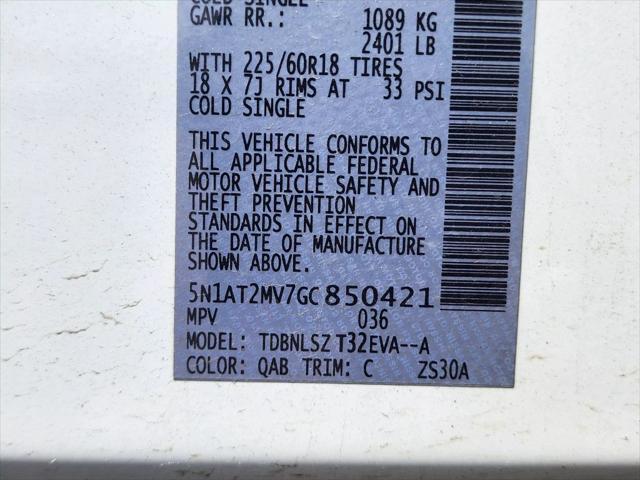 COLD SINGLE
GAWR RR.: 1089 KG
2401 LB
WITH 225/60R18 TIRES
18 X 7J RIMS AT 33 PSI
COLD SINGLE
THIS VEHICLE CONFORMS TO
ALL APPLICABLE FEDERAL
MOTOR VEHICLE SAFETY AND
THEFT PREVENTION
STANDARDS IN EFFECT ON
THE DATE OF MANUFACTURE
SHOWN ABOVE.
5N1AT2MV7GC850421
MPV 036
MODEL: TDBNLSZ T32EVA--A
COLOR: QAB TRIM: C ZS30A